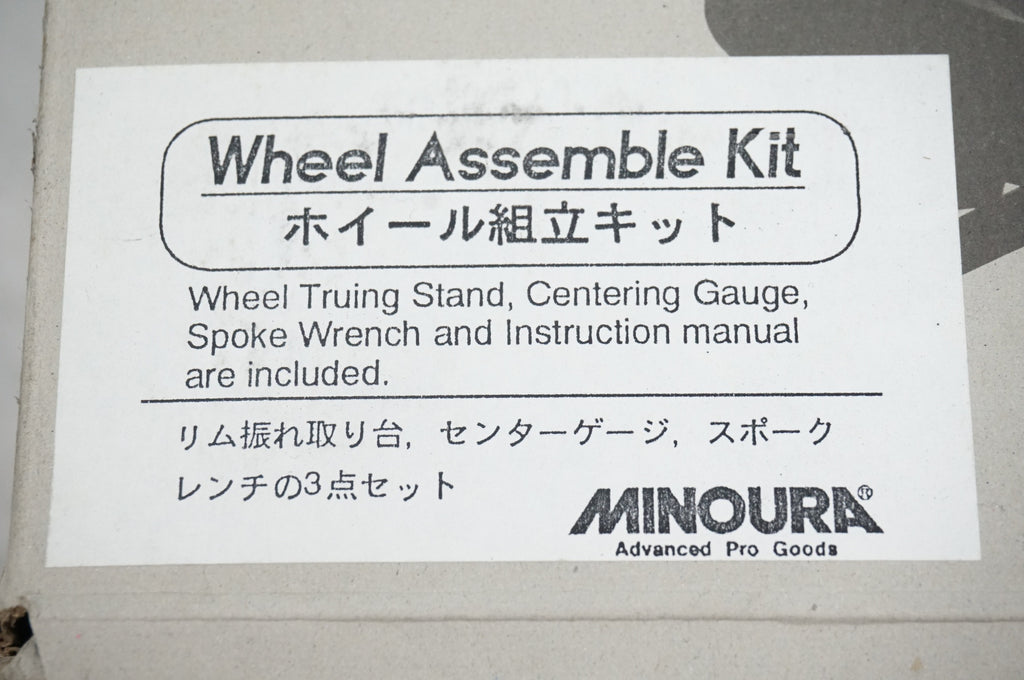 Wheel Assemble Kit
ホイール組立キット
Wheel Truing Stand, Centering Gauge,
Spoke Wrench and Instruction manual
are included.
リム振れ取り台, センターゲージ, スポーク
レンチの3点セット
MINOURA®
Advanced Pro Goods